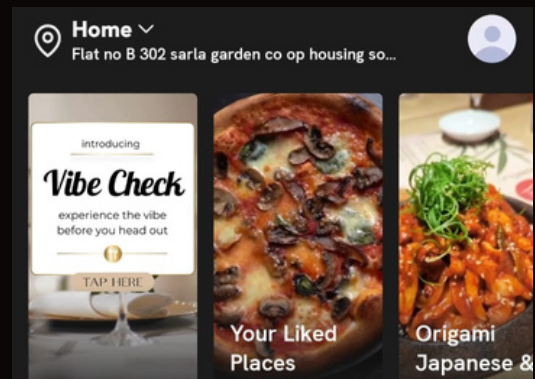 Home
Flat no B 302 sarla garden co op housing so...
introducing
Vibe Check
experience the vibe
before you head out
TAP HERE
Your Liked
Places
Origami
Japanese &